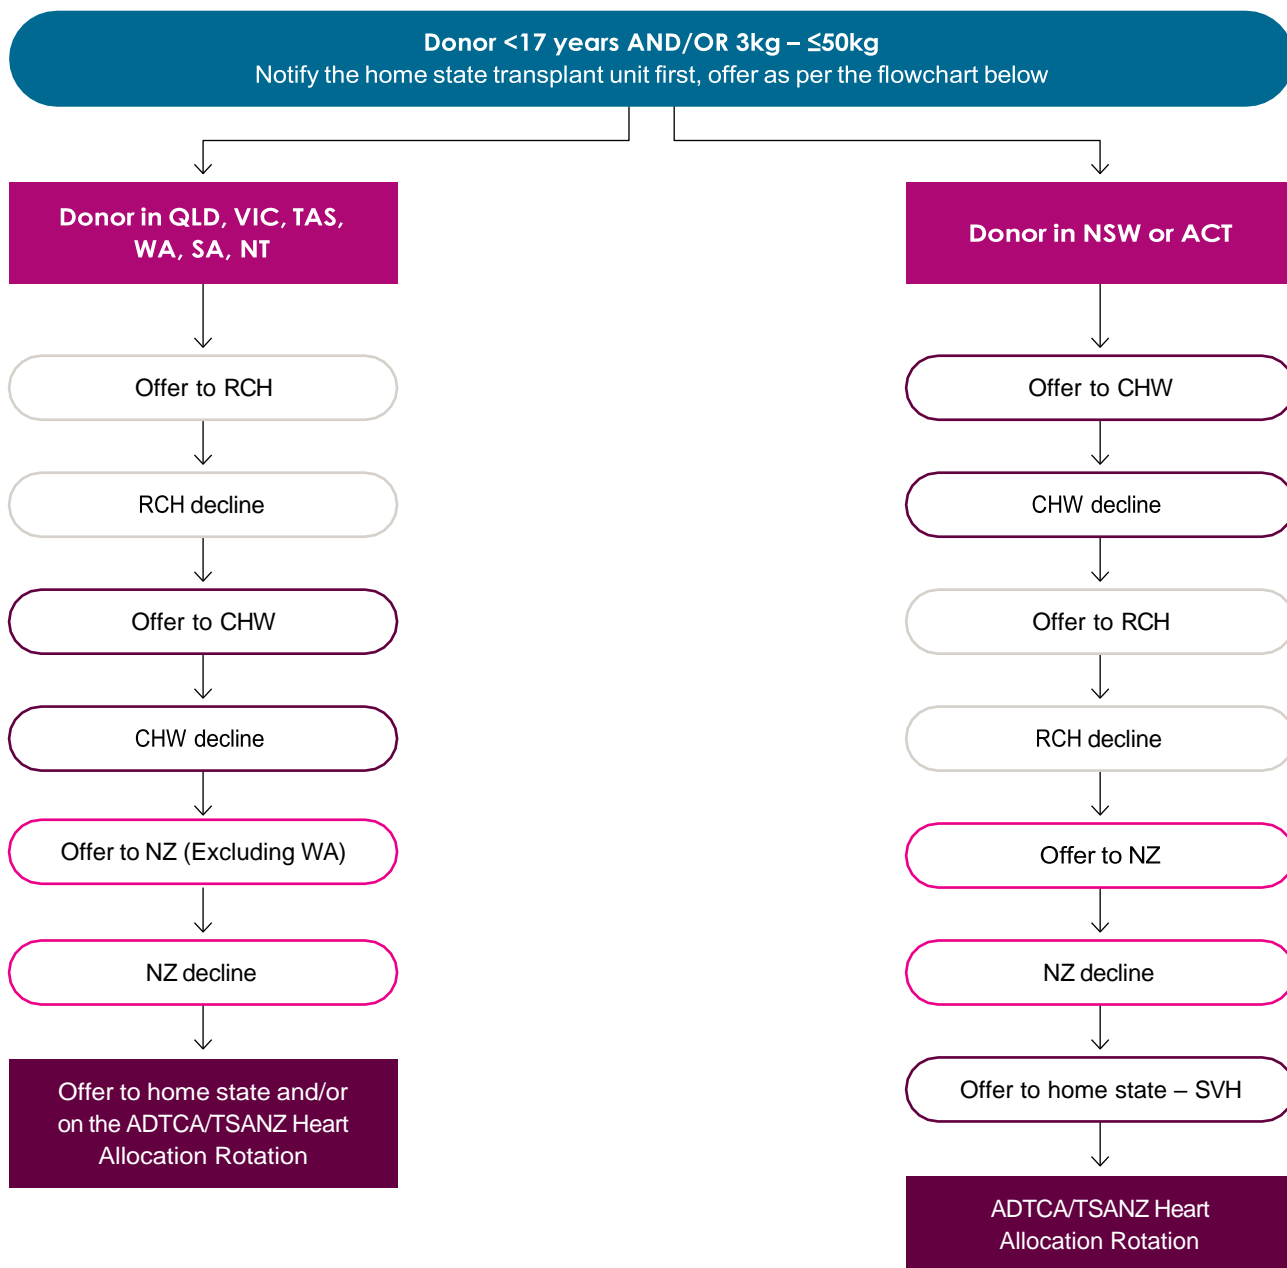 Donor <17 years AND/OR 3kg – ≤50kg
Notify the home state transplant unit first, offer as per the flowchart below
Donor in QLD, VIC, TAS,
WA, SA, NT
Offer to RCH
RCH decline
Offer to CHW
CHW decline
Offer to NZ (Excluding WA)
NZ decline
Offer to home state and/or
on the ADTCA/TSANZ Heart
Allocation Rotation
Donor in NSW or ACT
Offer to CHW
CHW decline
Offer to RCH
RCH decline
Offer to NZ
NZ decline
Offer to home state – SVH
ADTCA/TSANZ Heart
Allocation Rotation